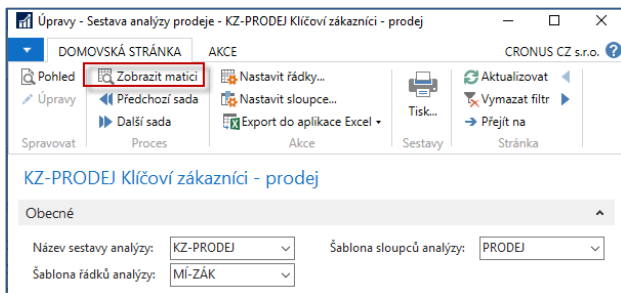 Úpravy - Sestava analýzy prodeje - KZ-PRODEJ Klíčoví zákazníci - prodej
DOMOVSKÁ STRÁNKA AKCE CRONUS CZ s.r.o.
Pohled Zobrazit matici Nastavit řádky... Aktualizovat
Úpravy Předchozí sada Nastavit sloupce... Tisk... Vymazat filtr
Další sada Export do aplikace Excel Přejít na
Spravovat Proces Akce Sestavy Stránka
KZ-PRODEJ Klíčoví zákazníci - prodej
Obecné
Název sestavy analýzy: KZ-PRODEJ Šablona sloupců analýzy: PRODEJ
Šablona řádků analýzy: MÍ-ZÁK